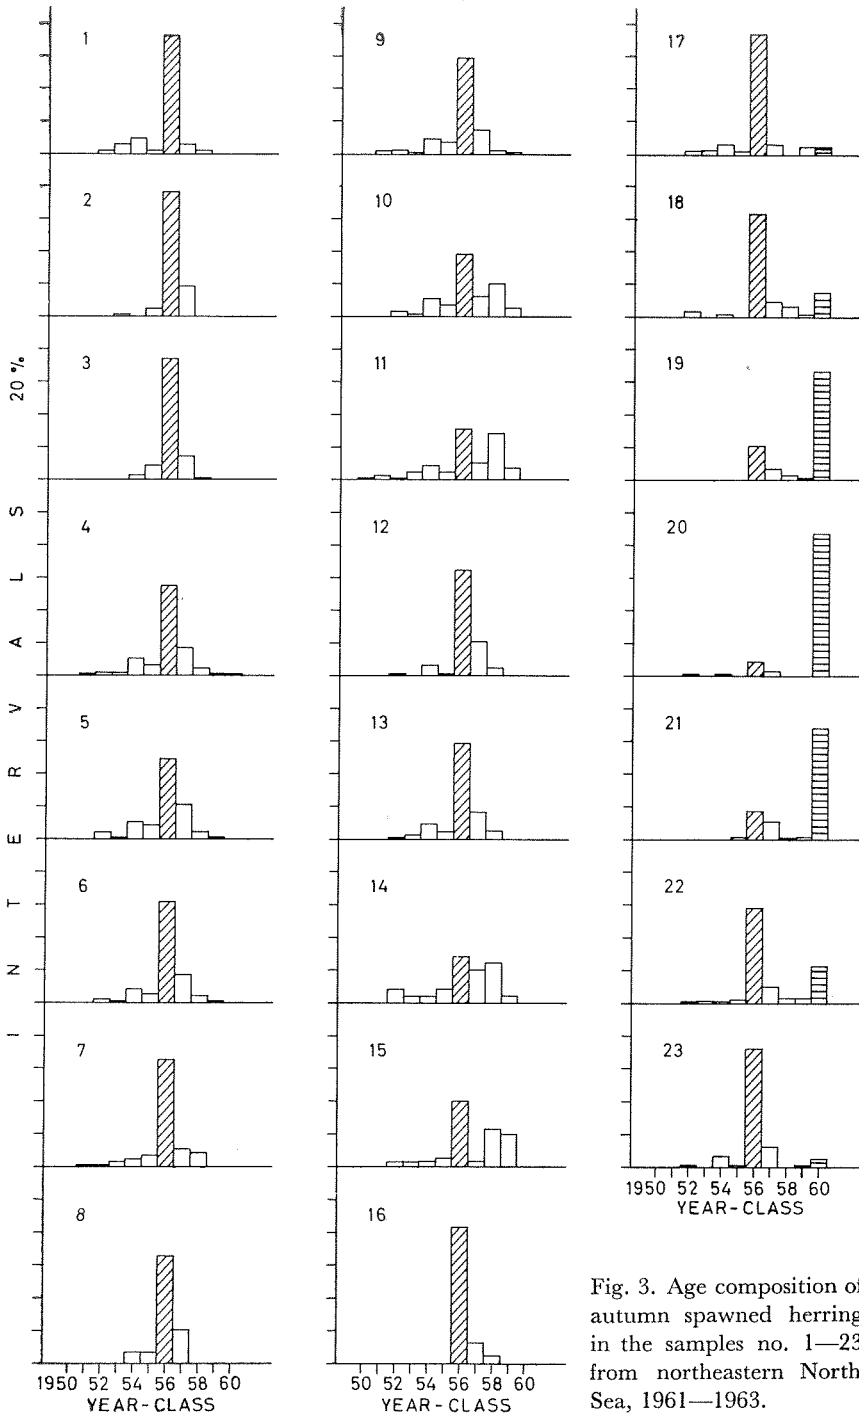 INTERVALS 20 %
1
2
3
4
5
6
7
8
1950 52 54 56 58 60
YEAR-CLASS
9
10
11
12
13
14
15
16
50 52 54 56 58 60
YEAR-CLASS
17
18
19
20
21
22
23
1950 52 54 56 58 60
YEAR-CLASS
Fig. 3. Age composition of
autumn spawned herring
in the samples no. 1—23
from northeastern North
Sea, 1961—1963.